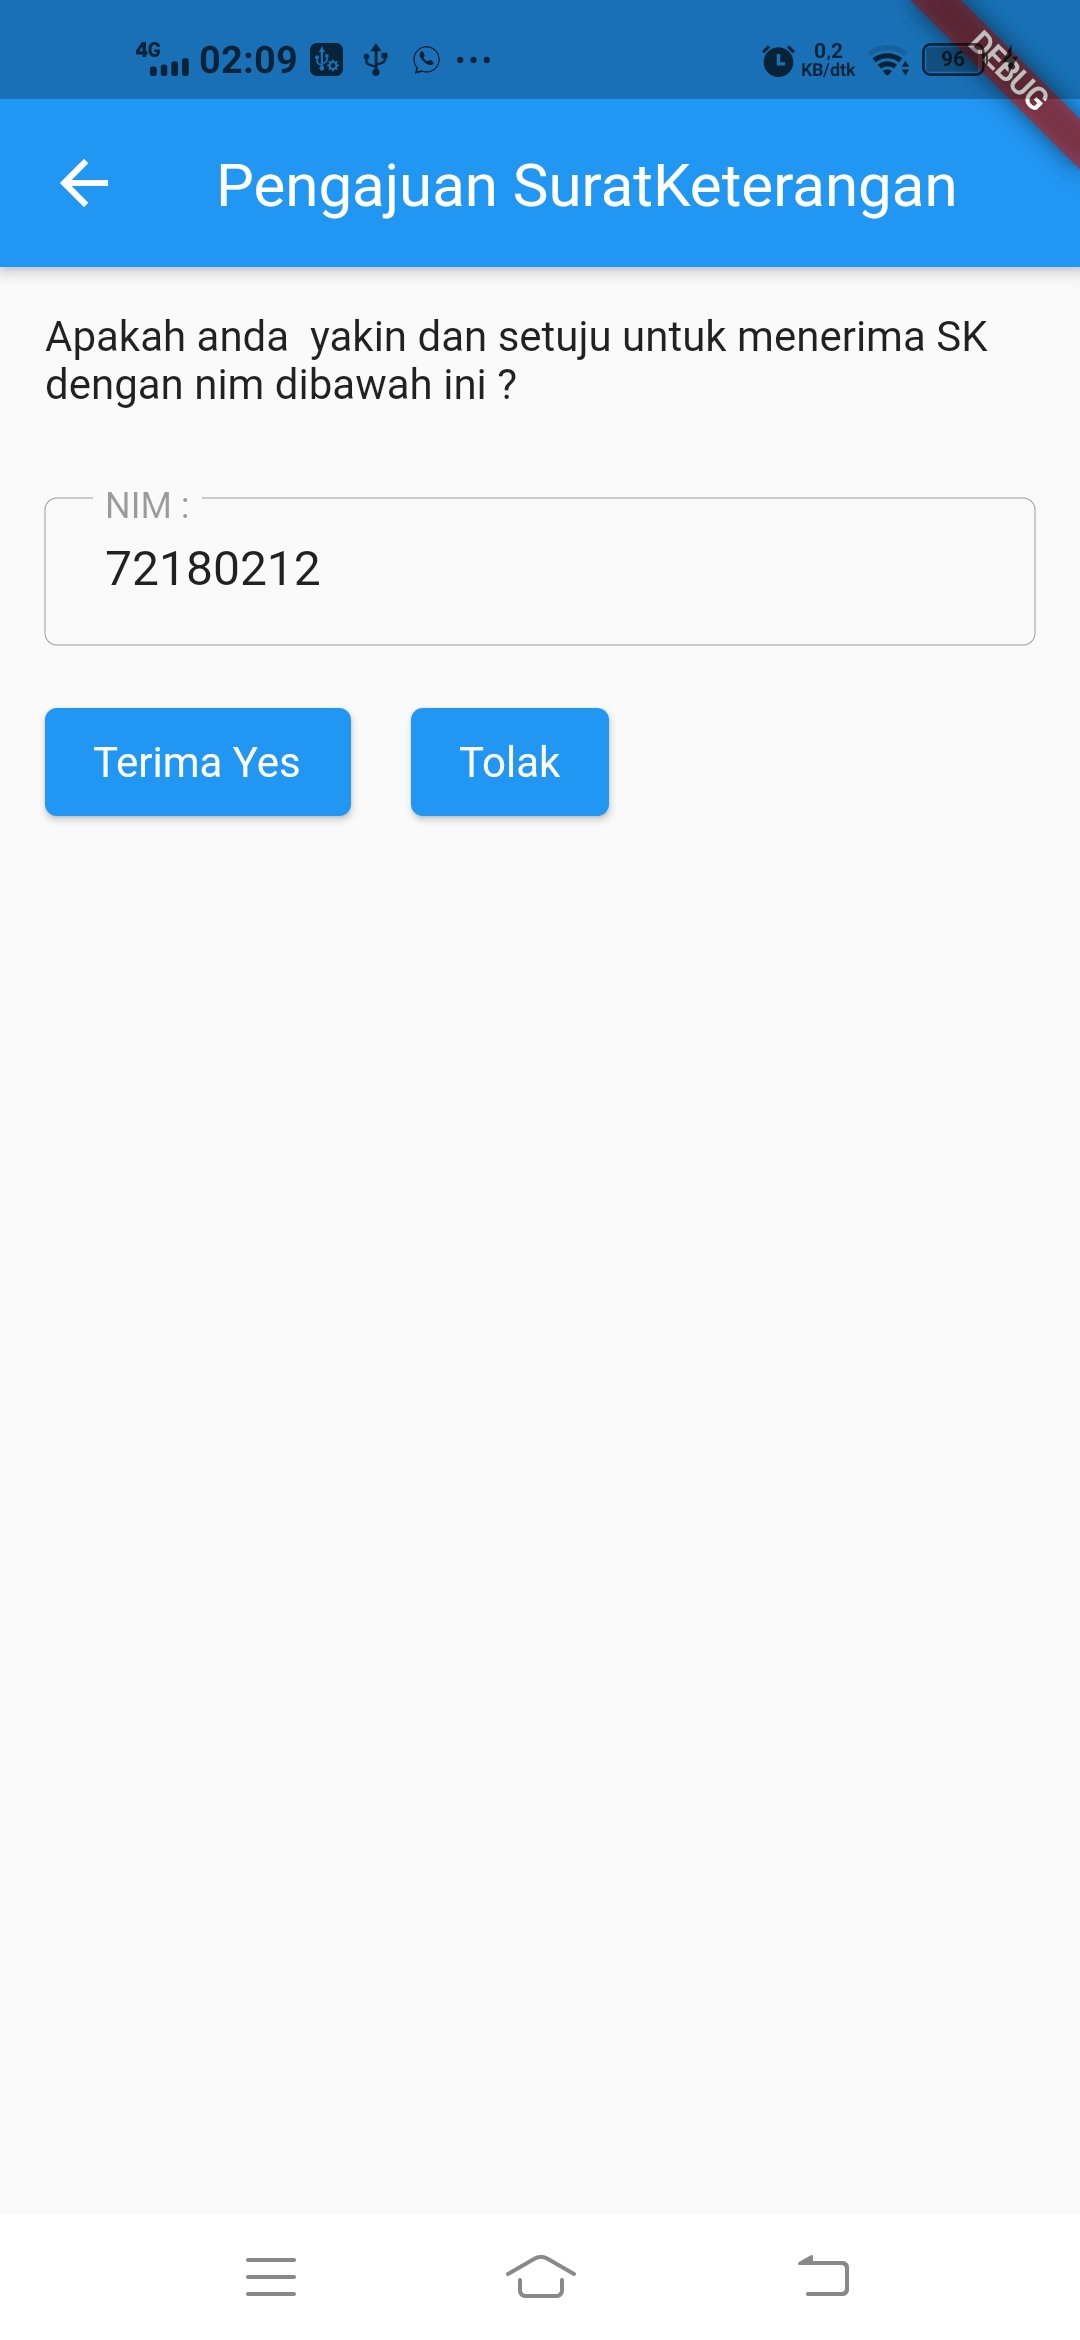 4G 02:09 0,2 KB/dtk 96
DEBUG
Pengajuan SuratKeterangan
Apakah anda  yakin dan setuju untuk menerima SK
dengan nim dibawah ini ?
NIM :
72180212
Terima Yes Tolak